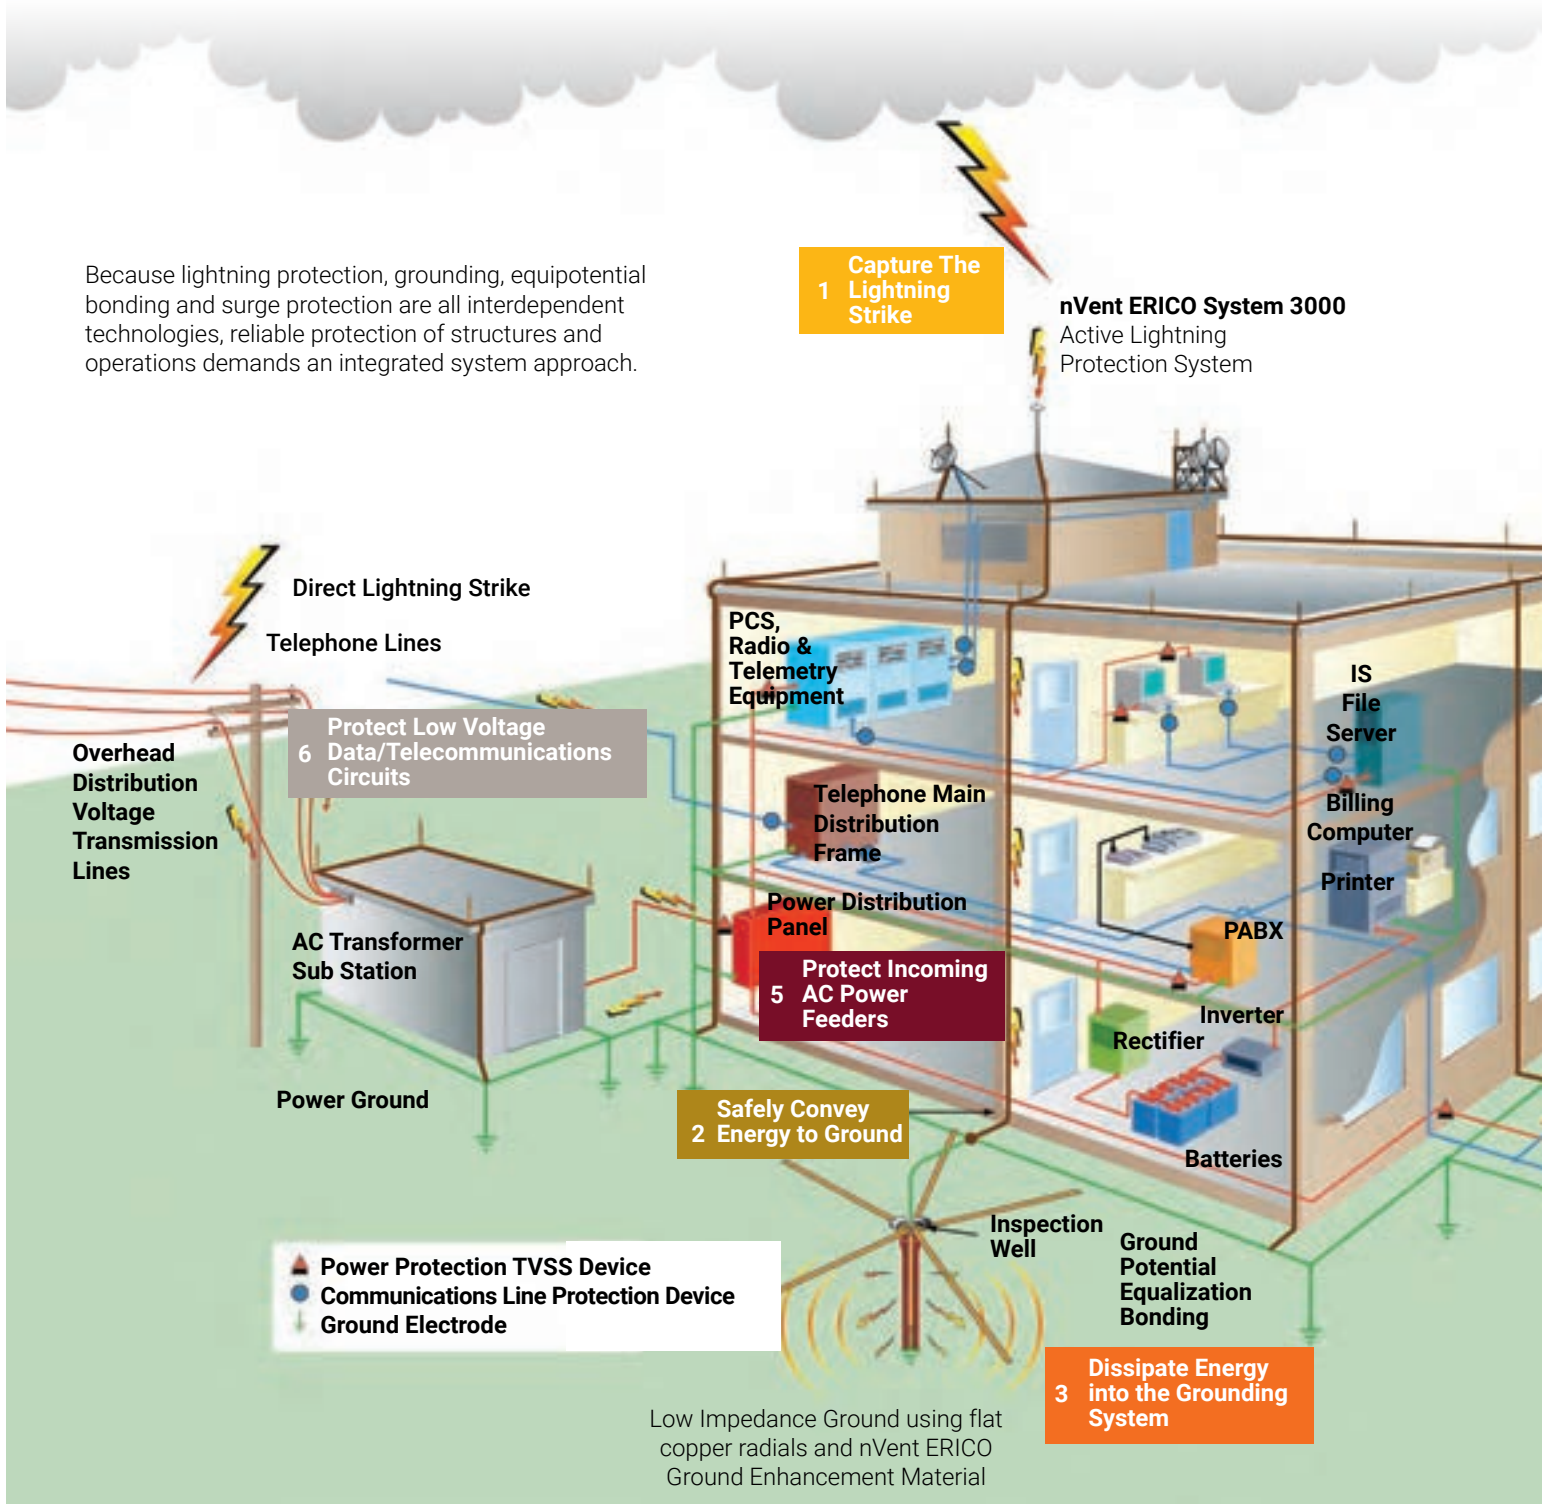 Because lightning protection, grounding, equipotential
bonding and surge protection are all interdependent
technologies, reliable protection of structures and
operations demands an integrated system approach.
1 Capture The
Lightning
Strike
nVent ERICO System 3000
Active Lightning
Protection System
Direct Lightning Strike
Telephone Lines
6 Protect Low Voltage
Data/Telecommunications
Circuits
Overhead
Distribution
Voltage
Transmission
Lines
PCS,
Radio &
Telemetry
Equipment
IS
File
Server
Telephone Main
Distribution
Frame
Billing
Computer
Printer
Power Distribution
Panel
PABX
AC Transformer
Sub Station
5 Protect Incoming
AC Power
Feeders
Inverter
Rectifier
Power Ground
2 Safely Convey
Energy to Ground
Batteries
Inspection
Well
Ground
Potential
Equalization
Bonding
Power Protection TVSS Device
Communications Line Protection Device
Ground Electrode
3 Dissipate Energy
into the Grounding
System
Low Impedance Ground using flat
copper radials and nVent ERICO
Ground Enhancement Material